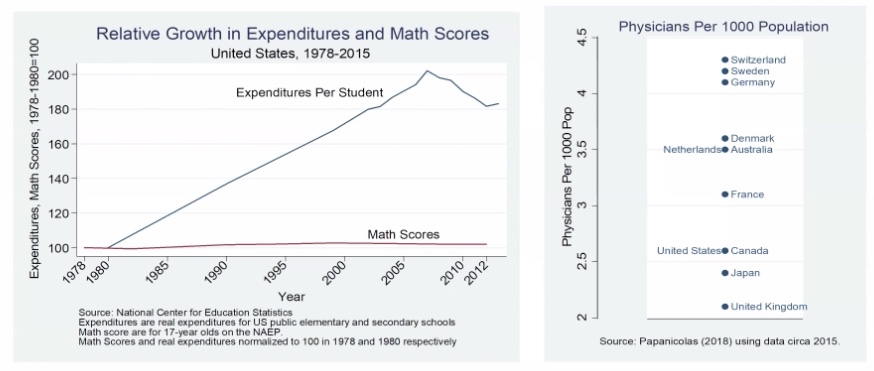 Relative Growth in Expenditures and Math Scores
United States, 1978-2015
Expenditures, Math Scores, 1978-1980=100
200
180
160
140
120
100
Expenditures Per Student
Math Scores
1978
1980
1985
1990
1995
2000
2005
2010
2012
Year
Source: National Center for Education Statistics
Expenditures are real expenditures for US public elementary and secondary schools
Math score are for 17-year olds on the NAEP.
Math Scores and real expenditures normalized to 100 in 1978 and 1980 respectively
Physicians Per 1000 Population
Physicians Per 1000 Pop
4.5
4
3.5
3
2.5
2
Switzerland
Sweden
Germany
Denmark
Netherlands Australia
France
United States Canada
Japan
United Kingdom
Source: Papanicolas (2018) using data circa 2015.